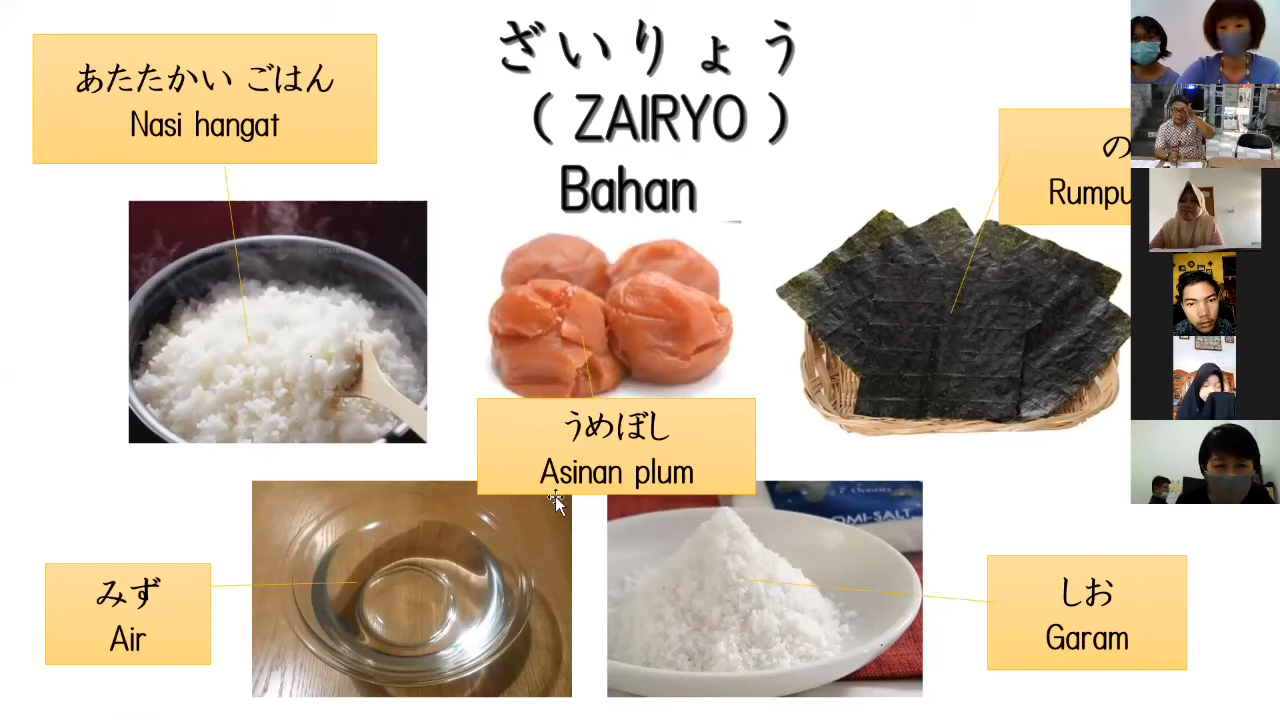 ざいりょう
( ZAIRYO )
Bahan
あたたかい ごはん
Nasi hangat
の
うめぼし
Asinan plum
みず
Air
しお
Garam